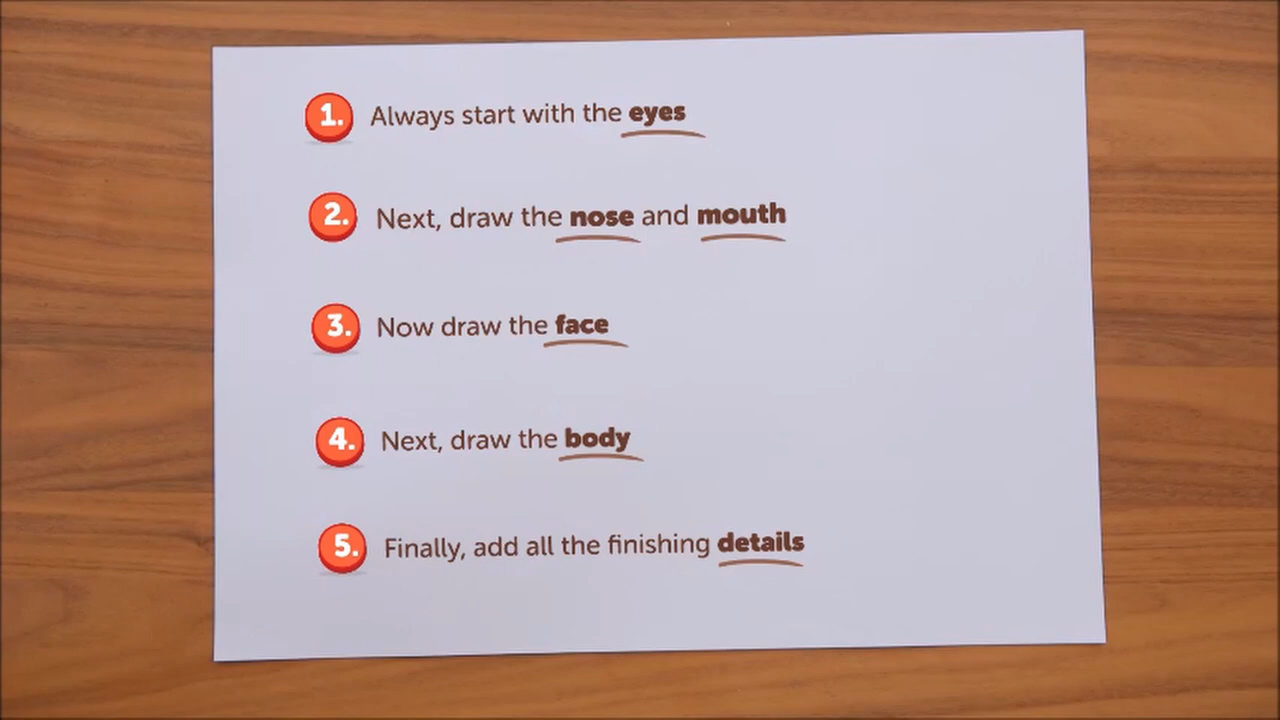 1. Always start with the eyes
2. Next, draw the nose and mouth
3. Now draw the face
4. Next, draw the body
5. Finally, add all the finishing details